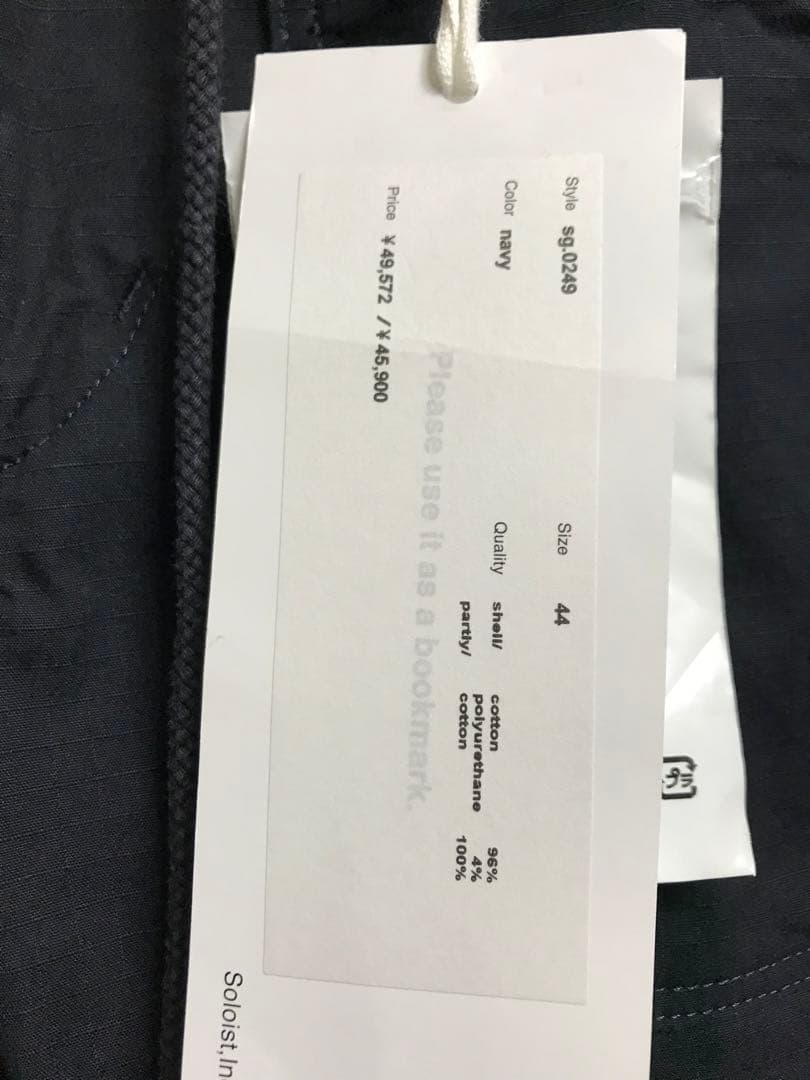 Style sg.0249 Size 44
Color navy Quality shell/ cotton 96%
polyurethane 4%
partly/ cotton 100%
Please use it as a bookmark.
Price ¥49,572 /¥45,900
Soloist,In